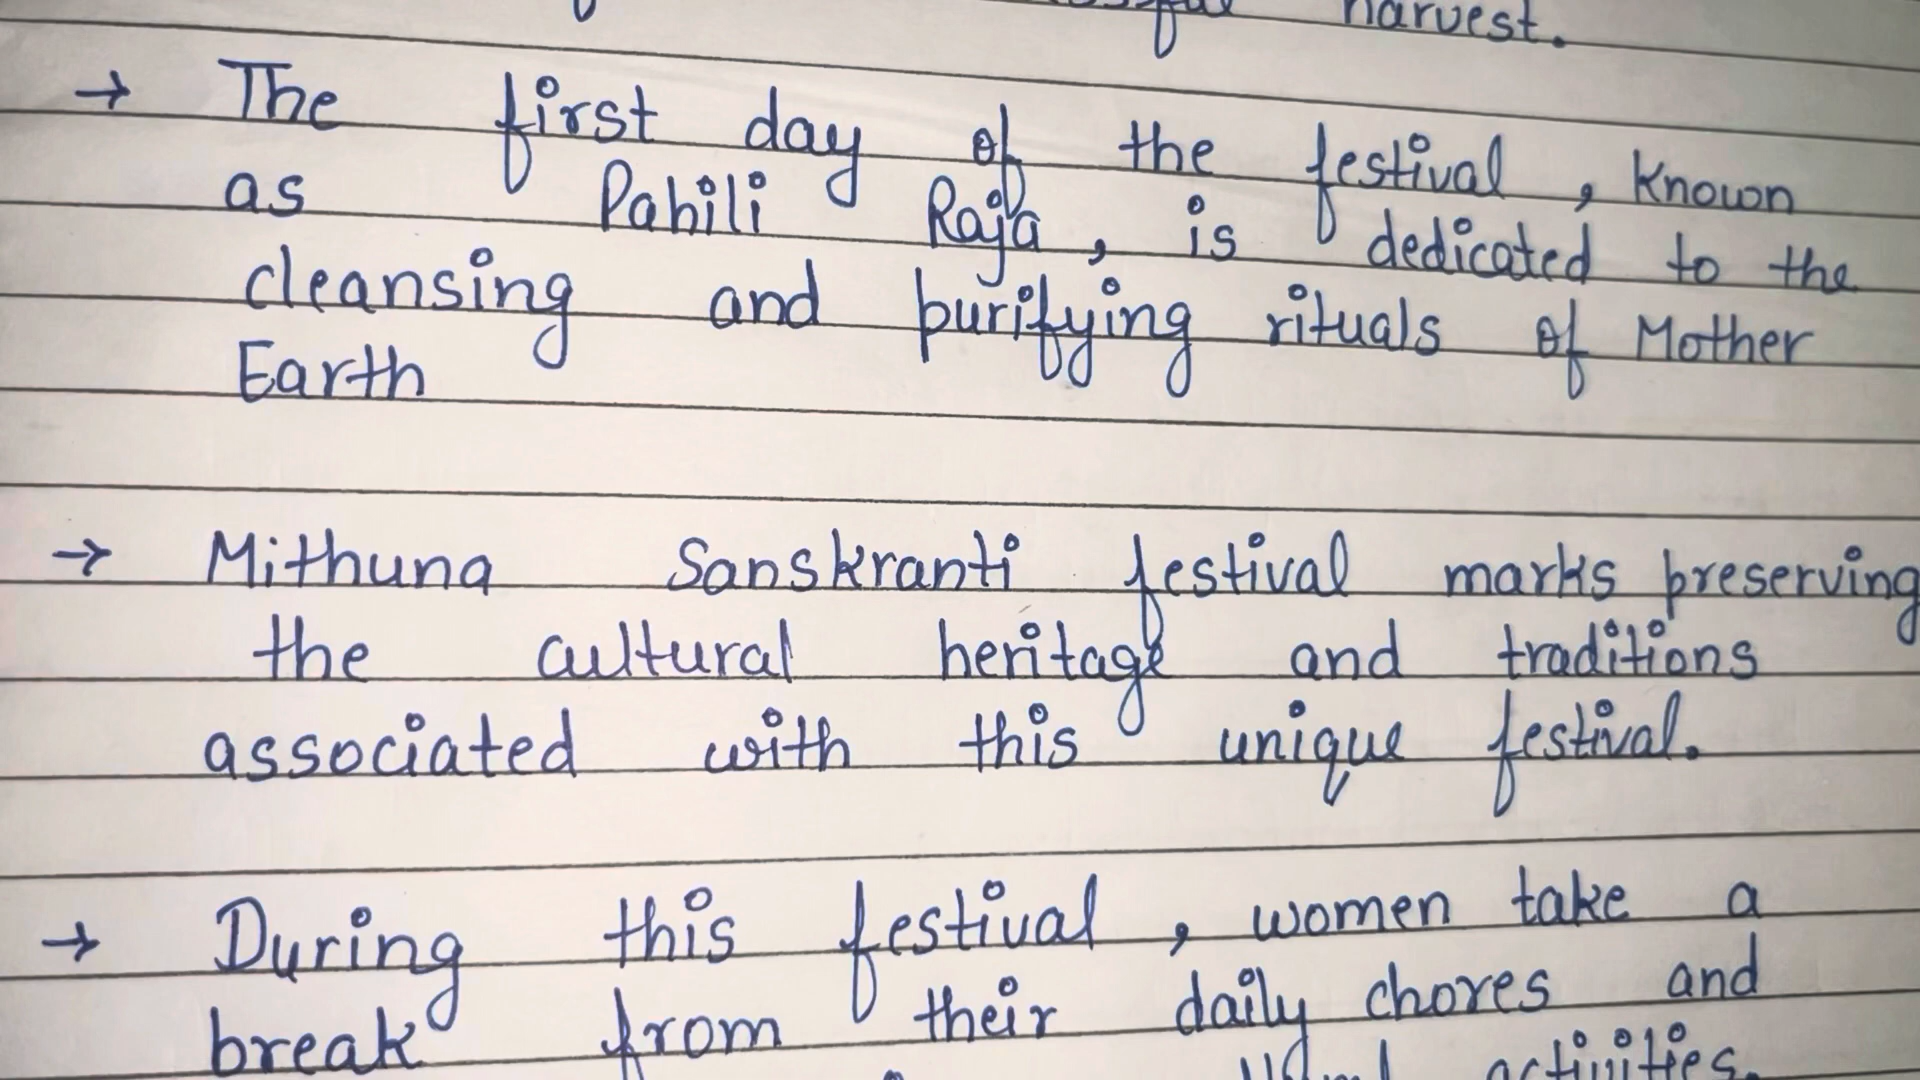 harvest.
→ The first day of the festival, Known
as Pahili Raja, is dedicated to the
cleansing and purifying rituals of Mother
Earth
→ Mithuna Sanskranti festival marks preserving
the cultural heritage and traditions
associated with this unique festival.
→ During this festival, women take a
break from their daily chores and
activities.